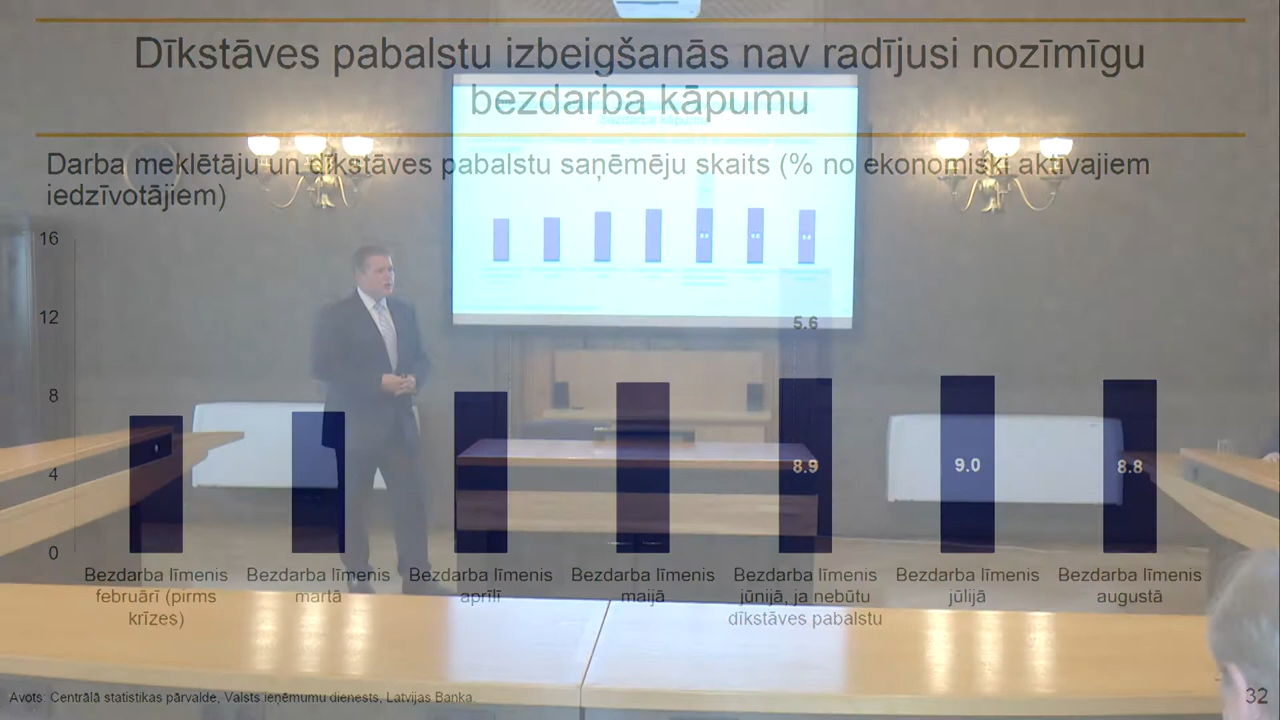 Dīkstāves pabalstu izbeigšanās nav radījusi nozīmīgu
bezdarba kāpumu
Darba meklētāju un dīkstāves pabalstu saņēmēju skaits (% no ekonomiski aktīvajiem
iedzīvotājiem)
16
12
8
4
0
5.6
8.9
9.0
8.8
Bezdarba līmenis
februārī (pirms
krīzes)
Bezdarba līmenis
martā
Bezdarba līmenis
aprīlī
Bezdarba līmenis
maijā
Bezdarba līmenis
jūnijā, ja nebūtu
dīkstāves pabalstu
Bezdarba līmenis
jūlijā
Bezdarba līmenis
augustā
Avots: Centrālā statistikas pārvalde, Valsts ieņēmumu dienests, Latvijas Banka
32